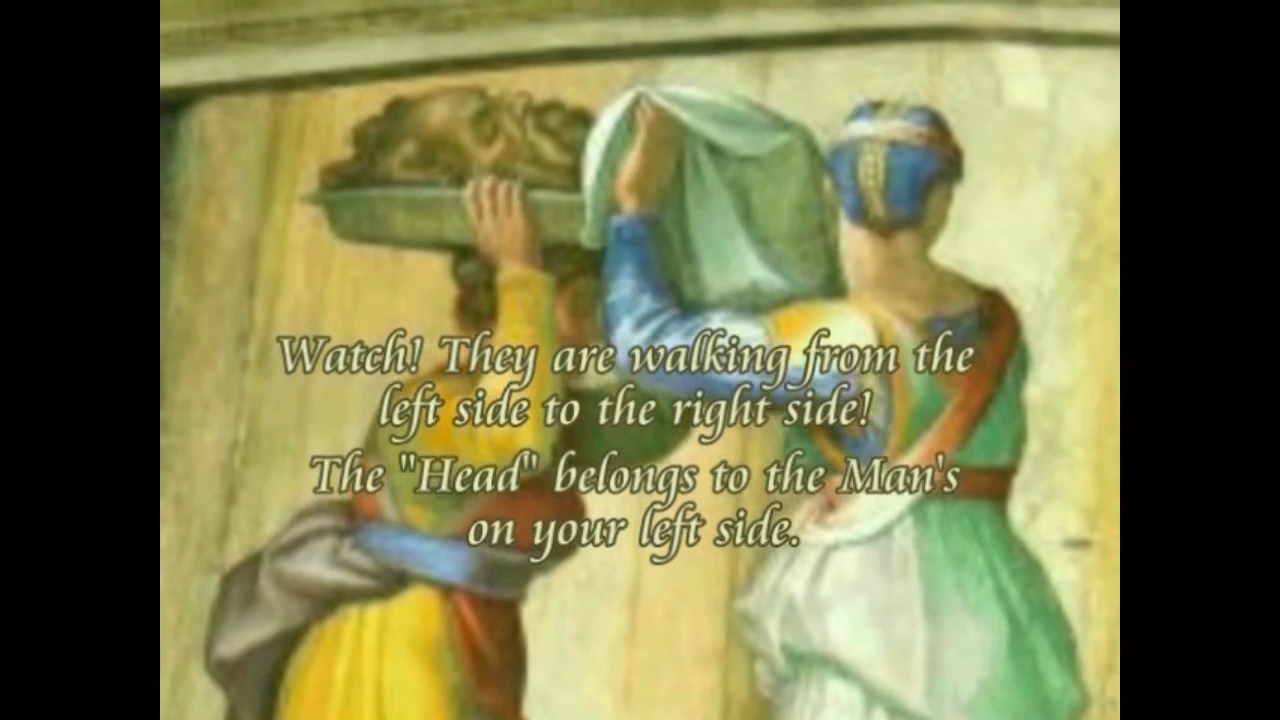 Watch! They are walking from the
left side to the right side!
The "Head" belongs to the Man's
on your left side.